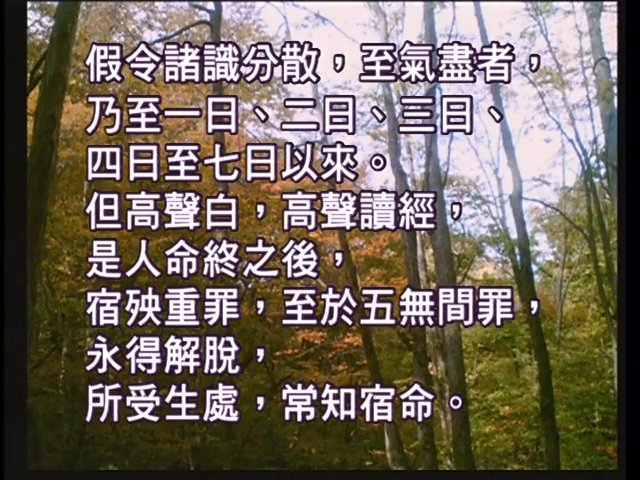 假令諸識分散，至氣盡者，
乃至一日、二日、三日、
四日至七日以來。
但高聲白，高聲讀經，
是人命終之後，
宿殃重罪，至於五無間罪，
永得解脫，
所受生處，常知宿命。